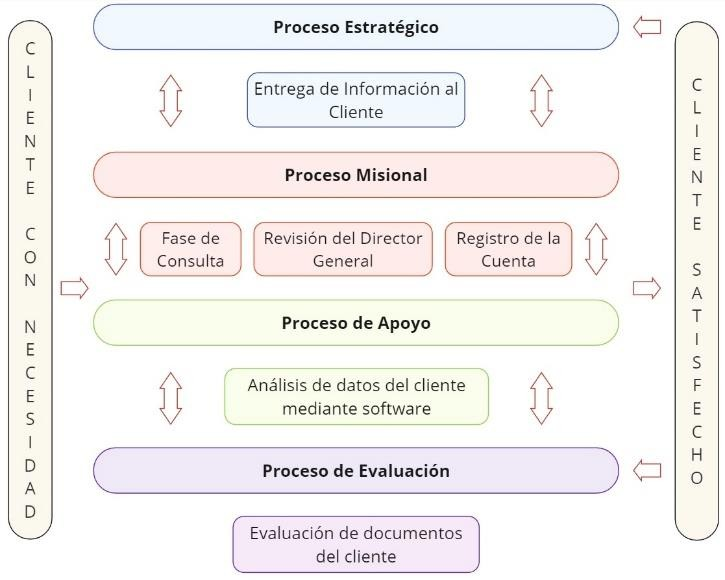 CLIENTE CON NECESIDAD
Proceso Estratégico
Entrega de Información al
Cliente
Proceso Misional
Fase de
Consulta
Revisión del Director
General
Registro de la
Cuenta
Proceso de Apoyo
Análisis de datos del cliente
mediante software
Proceso de Evaluación
Evaluación de documentos
del cliente
CLIENTE SATISFECHO